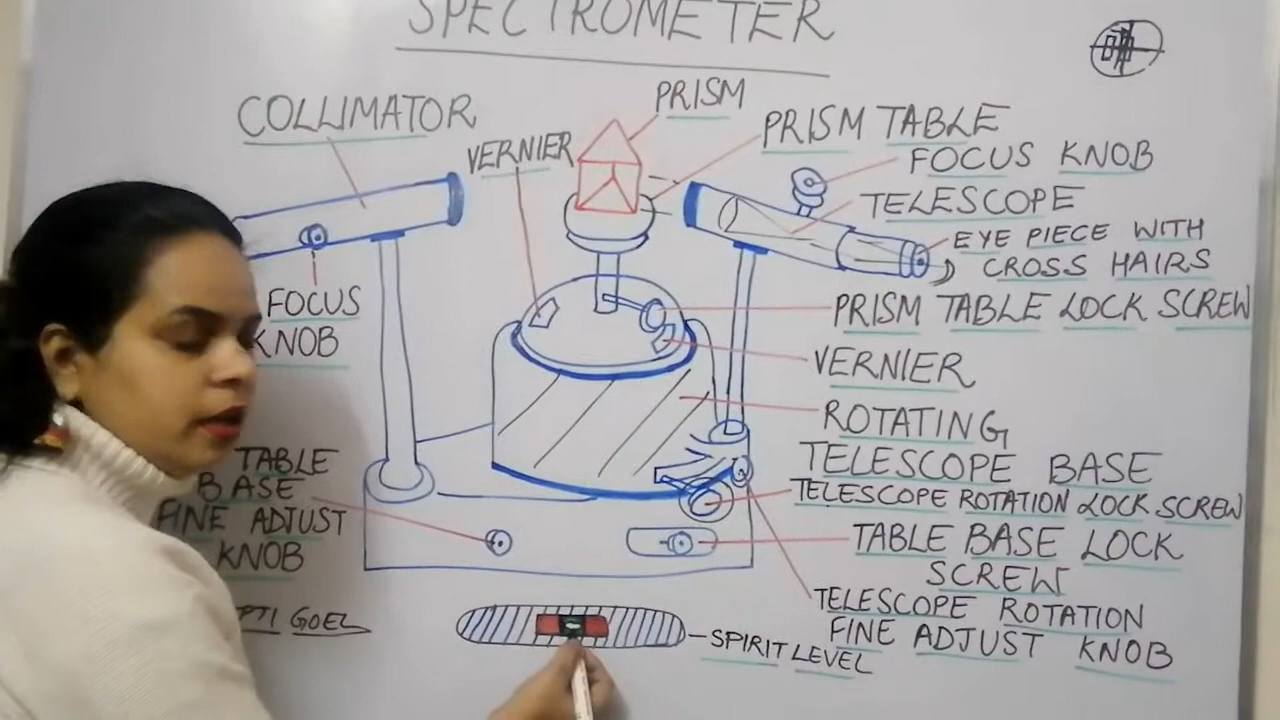 SPECTROMETER
COLLIMATOR
VERNIER
PRISM
PRISM TABLE
FOCUS KNOB
TELESCOPE
EYE PIECE WITH
CROSS HAIRS
PRISM TABLE LOCK SCREW
VERNIER
ROTATING
TELESCOPE BASE
TELESCOPE ROTATION LOCK SCREW
TABLE BASE LOCK
SCREW
TELESCOPE ROTATION
FINE ADJUST KNOB
FOCUS
KNOB
TABLE
BASE
FINE ADJUST
KNOB
PTI GOEL
SPIRIT LEVEL